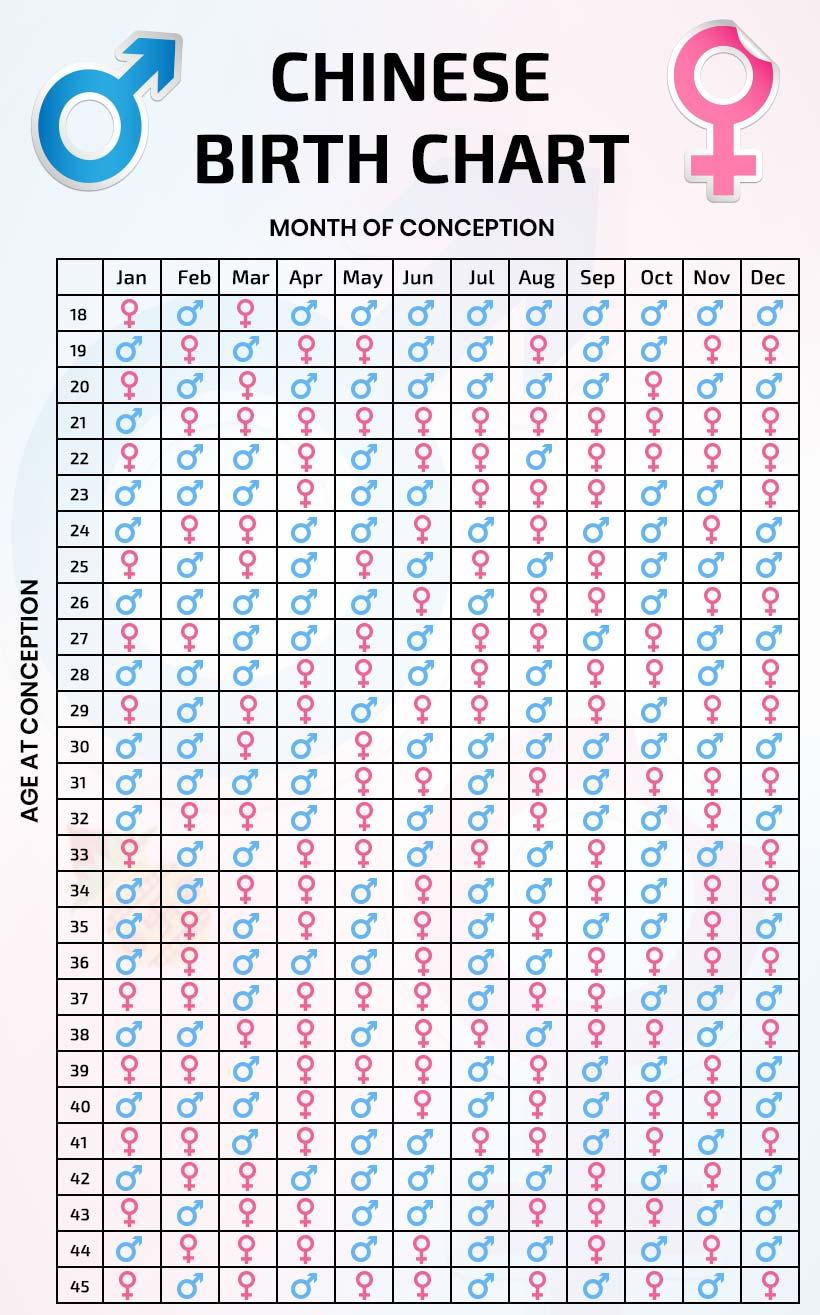 CHINESE
BIRTH CHART
MONTH OF CONCEPTION
AGE AT CONCEPTION
Jan Feb Mar Apr May Jun Jul Aug Sep Oct Nov Dec
18 ♀ ♂ ♀ ♂ ♂ ♂ ♂ ♂ ♂ ♂ ♂ ♂
19 ♂ ♀ ♂ ♀ ♀ ♂ ♂ ♀ ♂ ♂ ♀ ♀
20 ♀ ♂ ♀ ♂ ♂ ♂ ♂ ♂ ♂ ♀ ♂ ♂
21 ♂ ♀ ♀ ♀ ♀ ♀ ♀ ♀ ♀ ♀ ♀ ♀
22 ♀ ♂ ♂ ♀ ♂ ♀ ♀ ♂ ♀ ♀ ♀ ♀
23 ♂ ♂ ♂ ♀ ♂ ♂ ♀ ♀ ♀ ♂ ♂ ♀
24 ♂ ♀ ♀ ♂ ♂ ♀ ♂ ♀ ♂ ♂ ♀ ♂
25 ♀ ♂ ♀ ♂ ♀ ♂ ♀ ♂ ♀ ♂ ♂ ♂
26 ♂ ♂ ♂ ♂ ♂ ♀ ♂ ♀ ♀ ♂ ♀ ♀
27 ♀ ♀ ♂ ♂ ♀ ♂ ♀ ♀ ♂ ♀ ♂ ♂
28 ♂ ♂ ♂ ♀ ♀ ♂ ♀ ♂ ♀ ♀ ♂ ♀
29 ♀ ♂ ♀ ♀ ♂ ♀ ♀ ♂ ♀ ♂ ♀ ♀
30 ♂ ♂ ♀ ♂ ♀ ♂ ♂ ♂ ♂ ♂ ♂ ♂
31 ♂ ♂ ♂ ♂ ♀ ♀ ♂ ♀ ♂ ♀ ♀ ♀
32 ♂ ♀ ♀ ♂ ♀ ♂ ♂ ♀ ♂ ♂ ♀ ♂
33 ♀ ♂ ♂ ♀ ♀ ♂ ♀ ♂ ♀ ♂ ♂ ♀
34 ♂ ♂ ♀ ♀ ♂ ♀ ♂ ♂ ♀ ♂ ♀ ♀
35 ♂ ♀ ♂ ♀ ♂ ♀ ♂ ♀ ♂ ♂ ♀ ♂
36 ♂ ♀ ♂ ♂ ♂ ♀ ♂ ♂ ♀ ♀ ♀ ♀
37 ♀ ♀ ♂ ♀ ♀ ♀ ♂ ♀ ♀ ♂ ♂ ♂
38 ♂ ♂ ♀ ♀ ♂ ♀ ♀ ♂ ♀ ♀ ♂ ♀
39 ♀ ♀ ♂ ♀ ♀ ♀ ♂ ♀ ♂ ♂ ♀ ♂
40 ♂ ♂ ♂ ♀ ♂ ♀ ♂ ♀ ♂ ♀ ♀ ♂
41 ♀ ♀ ♂ ♀ ♂ ♂ ♀ ♀ ♂ ♀ ♂ ♀
42 ♂ ♀ ♀ ♂ ♂ ♂ ♂ ♂ ♀ ♂ ♀ ♂
43 ♀ ♂ ♀ ♀ ♂ ♂ ♂ ♀ ♀ ♀ ♂ ♂
44 ♂ ♀ ♀ ♀ ♂ ♀ ♂ ♂ ♀ ♂ ♀ ♂
45 ♀ ♂ ♀ ♂ ♀ ♀ ♂ ♀ ♂ ♀ ♂ ♀